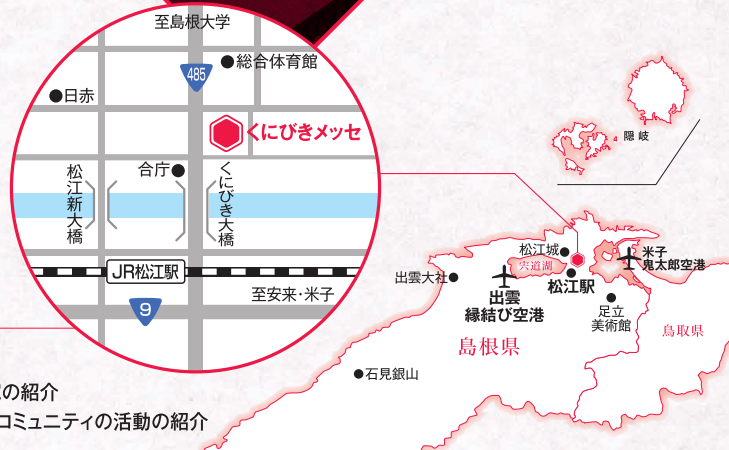 至島根大学
485
総合体育館
日赤
くにびきメッセ
合庁
松江新大橋
くにびき大橋
JR松江駅
至安来・米子
9
隠岐
松江城
宍道湖
米子
鬼太郎空港
出雲大社
出雲
縁結び空港
松江駅
足立
美術館
島根県
鳥取県
石見銀山
の紹介
コミュニティの活動の紹介